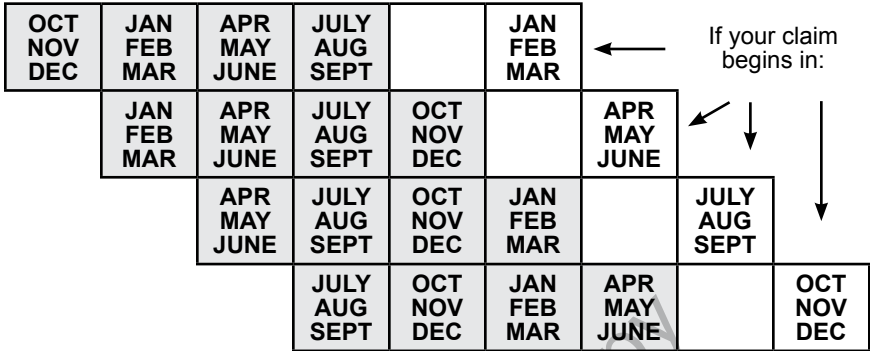 OCT JAN APR JULY JAN
NOV FEB MAY AUG FEB
DEC MAR JUNE SEPT MAR
If your claim
begins in:
JAN APR JULY OCT APR
FEB MAY AUG NOV MAY
MAR JUNE SEPT DEC JUNE
APR JULY OCT JAN JULY
MAY AUG NOV FEB AUG
JUNE SEPT DEC MAR SEPT
JULY OCT JAN APR OCT
AUG NOV FEB MAY NOV
SEPT DEC MAR JUNE DEC